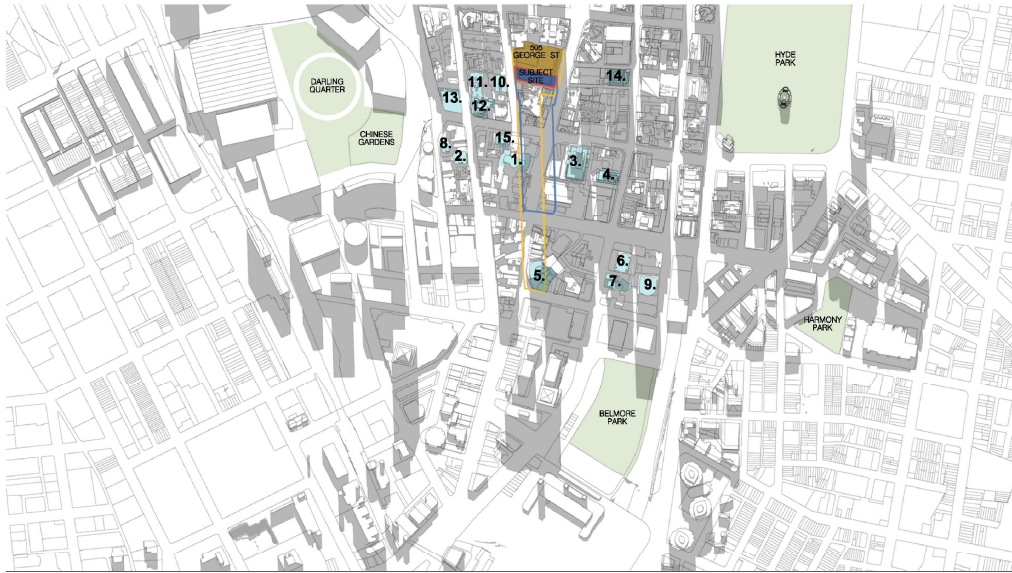 505
GEORGE ST
SUBJECT
SITE
HYDE
PARK
DARLING
QUARTER
CHINESE
GARDENS
11.
10.
14.
13.
12.
15.
8.
2.
1.
3.
4.
5.
6.
7.
9.
HARMONY
PARK
BELMORE
PARK